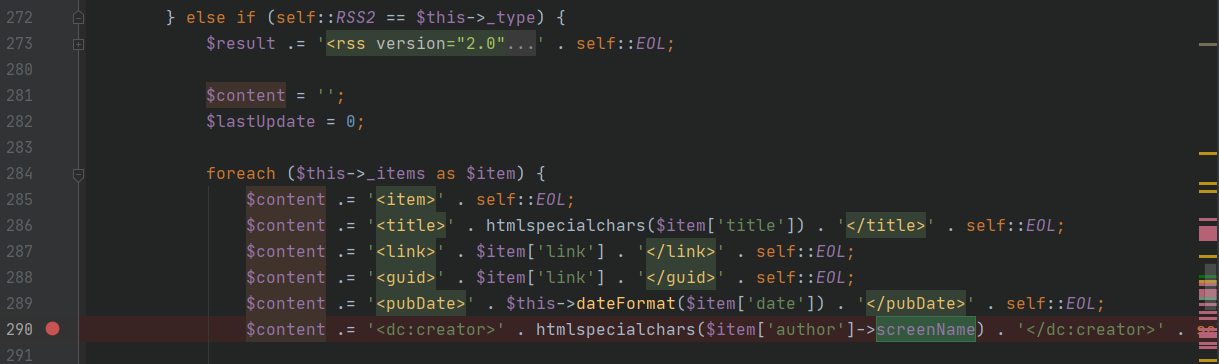 272 } else if (self::RSS2 == $this->_type) {
273 $result .= '<rss version="2.0"...' . self::EOL;
280
281 $content = '';
282 $lastUpdate = 0;
283
284 foreach ($this->_items as $item) {
285 $content .= '<item>' . self::EOL;
286 $content .= '<title>' . htmlspecialchars($item['title']) . '</title>' . self::EOL;
287 $content .= '<link>' . $item['link'] . '</link>' . self::EOL;
288 $content .= '<guid>' . $item['link'] . '</guid>' . self::EOL;
289 $content .= '<pubDate>' . $this->dateFormat($item['date']) . '</pubDate>' . self::EOL;
290 $content .= '<dc:creator>' . htmlspecialchars($item['author']->screenName) . '</dc:creator>' .
291